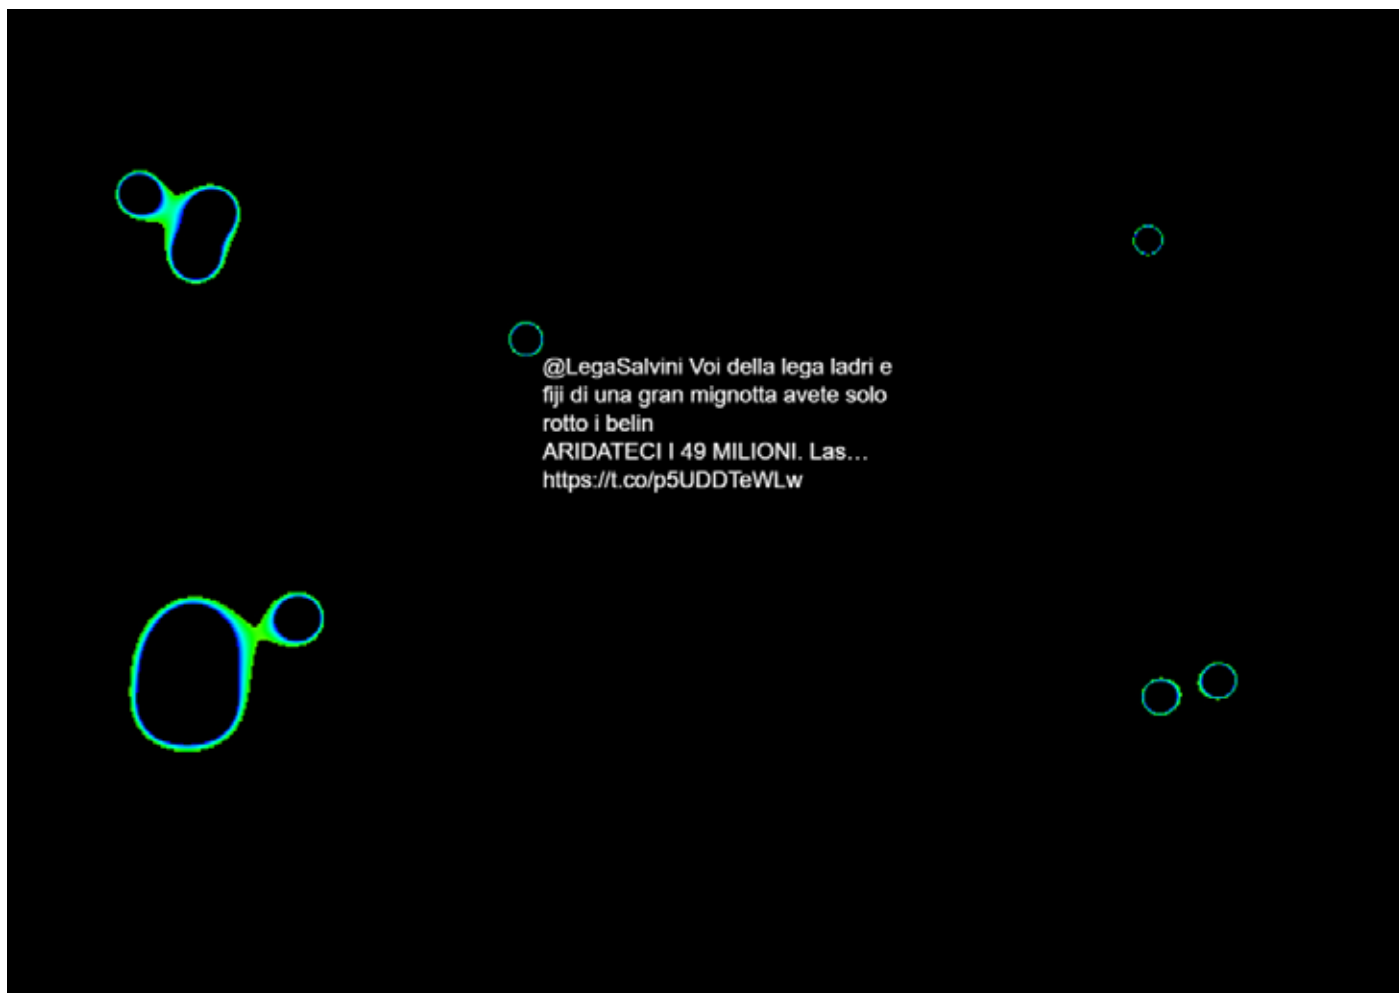 @LegaSalvini Voi della lega ladri e
fiji di una gran mignotta avete solo
rotto i belin
ARIDATECI I 49 MILIONI. Las…
https://t.co/p5UDDTeWLw